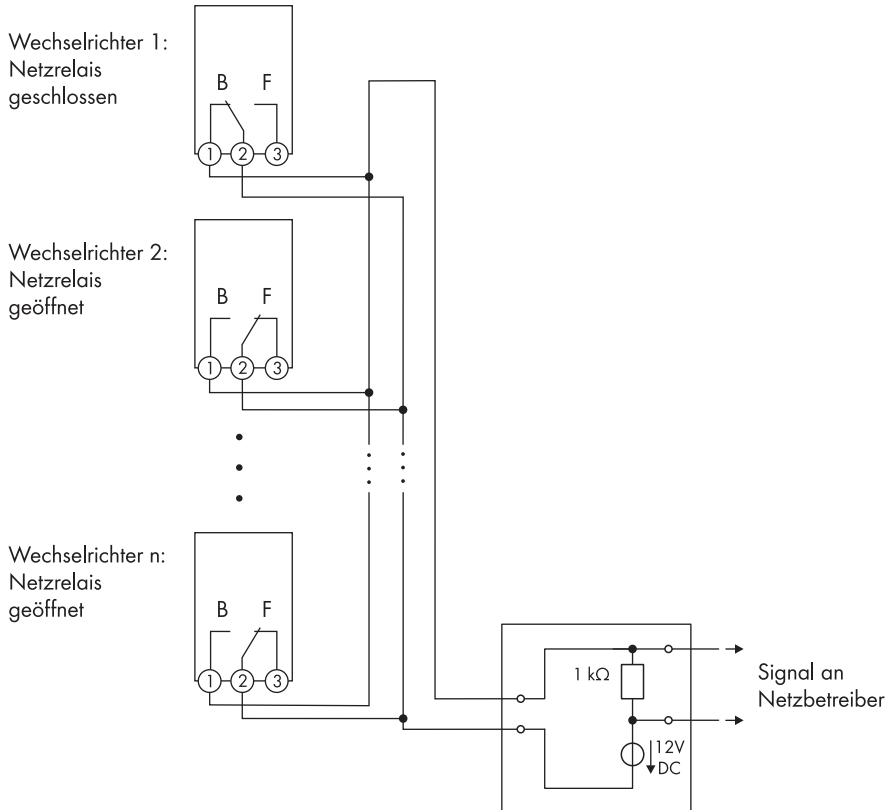 Wechselrichter 1:
Netzrelais
geschlossen
B F
1 2 3
Wechselrichter 2:
Netzrelais
geöffnet
B F
1 2 3
Wechselrichter n:
Netzrelais
geöffnet
B F
1 2 3
1 kΩ
Signal an
Netzbetreiber
12V
DC